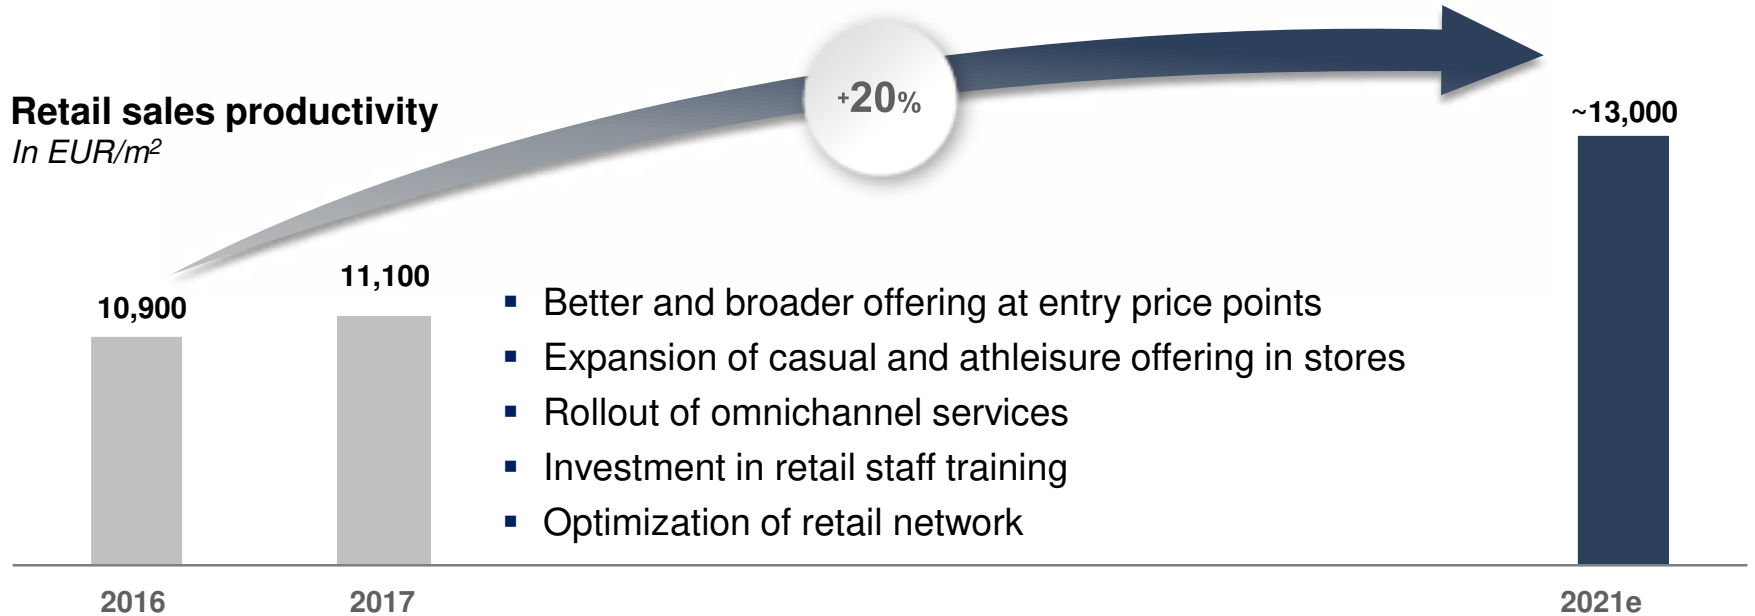 +20%
Retail sales productivity
In EUR/m²
~13,000
10,900
11,100
▪ Better and broader offering at entry price points
▪ Expansion of casual and athleisure offering in stores
▪ Rollout of omnichannel services
▪ Investment in retail staff training
▪ Optimization of retail network
2016
2017
2021e